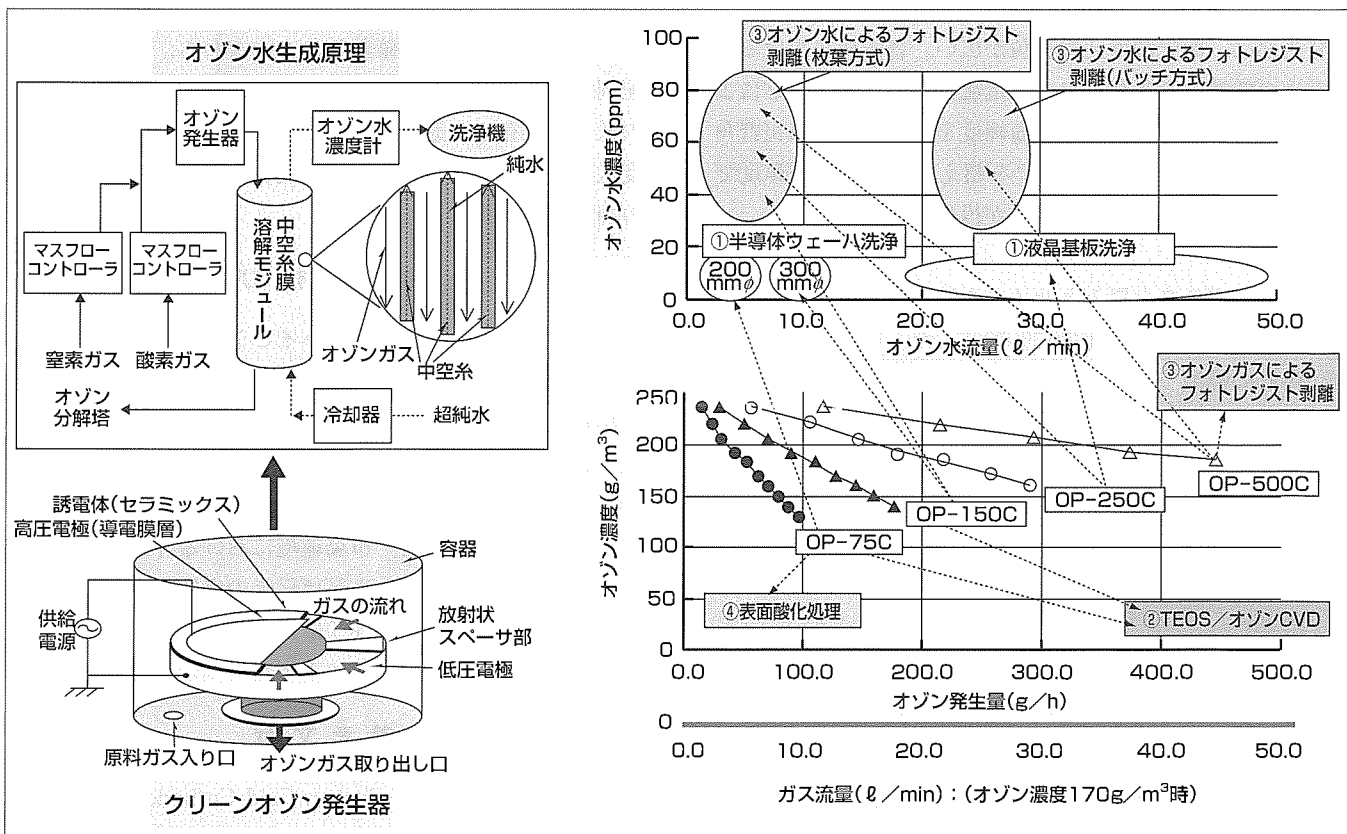 オゾン水生成原理
オゾン
発生器
オゾン水
濃度計
洗浄機
純水
マスフロー
コントローラ
マスフロー
コントローラ
中空糸膜
溶解モジュール
窒素ガス
酸素ガス
オゾンガス
中空糸
オゾン
分解塔
冷却器
超純水
誘電体(セラミックス)
高圧電極(導電膜層)
容器
ガスの流れ
放射状
スペーサ部
供給
電源
低圧電極
原料ガス入り口
オゾンガス取り出し口
クリーンオゾン発生器
③オゾン水によるフォトレジスト
剥離(枚葉方式)
③オゾン水によるフォトレジスト
剥離(バッチ方式)
オゾン水濃度(ppm)
100
80
60
40
20
0
①半導体ウェーハ洗浄
①液晶基板洗浄
200
mmφ
300
mmφ
0.0 10.0 20.0 30.0 40.0 50.0
オゾン水流量(ℓ/min)
③オゾンガスによる
フォトレジスト剥離
オゾン濃度(g/m³)
250
200
150
100
50
0
OP-500C
OP-250C
OP-150C
OP-75C
④表面酸化処理
②TEOS/オゾンCVD
0.0 100.0 200.0 300.0 400.0 500.0
オゾン発生量(g/h)
0
0.0 10.0 20.0 30.0 40.0 50.0
ガス流量(ℓ/min):(オゾン濃度170g/m³時)